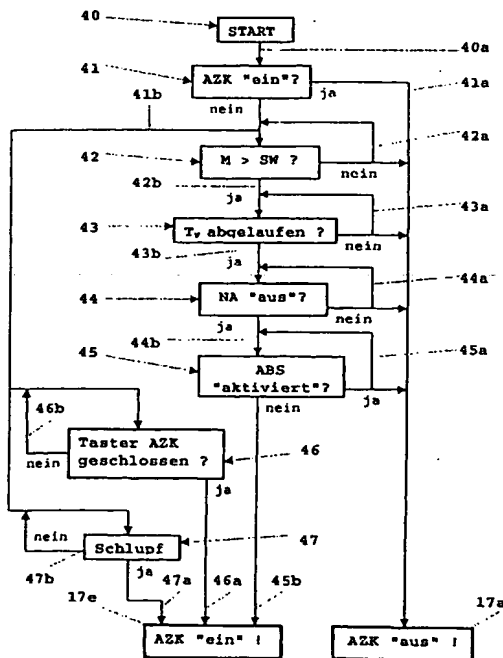 40
START
40a
41
AZK "ein"?
41a
41b
nein
ja
42a
42
M > SW ?
nein
42b
ja
43a
43
Tv abgelaufen ?
nein
43b
ja
44a
44
NA "aus"?
nein
ja
44b
45
ABS
"aktiviert"?
45a
ja
nein
46b
Taster AZK
geschlossen ?
46
nein
ja
nein
Schlupf
47
47b
ja
47a
46a
45b
17e
17a
AZK "ein" !
AZK "aus" !